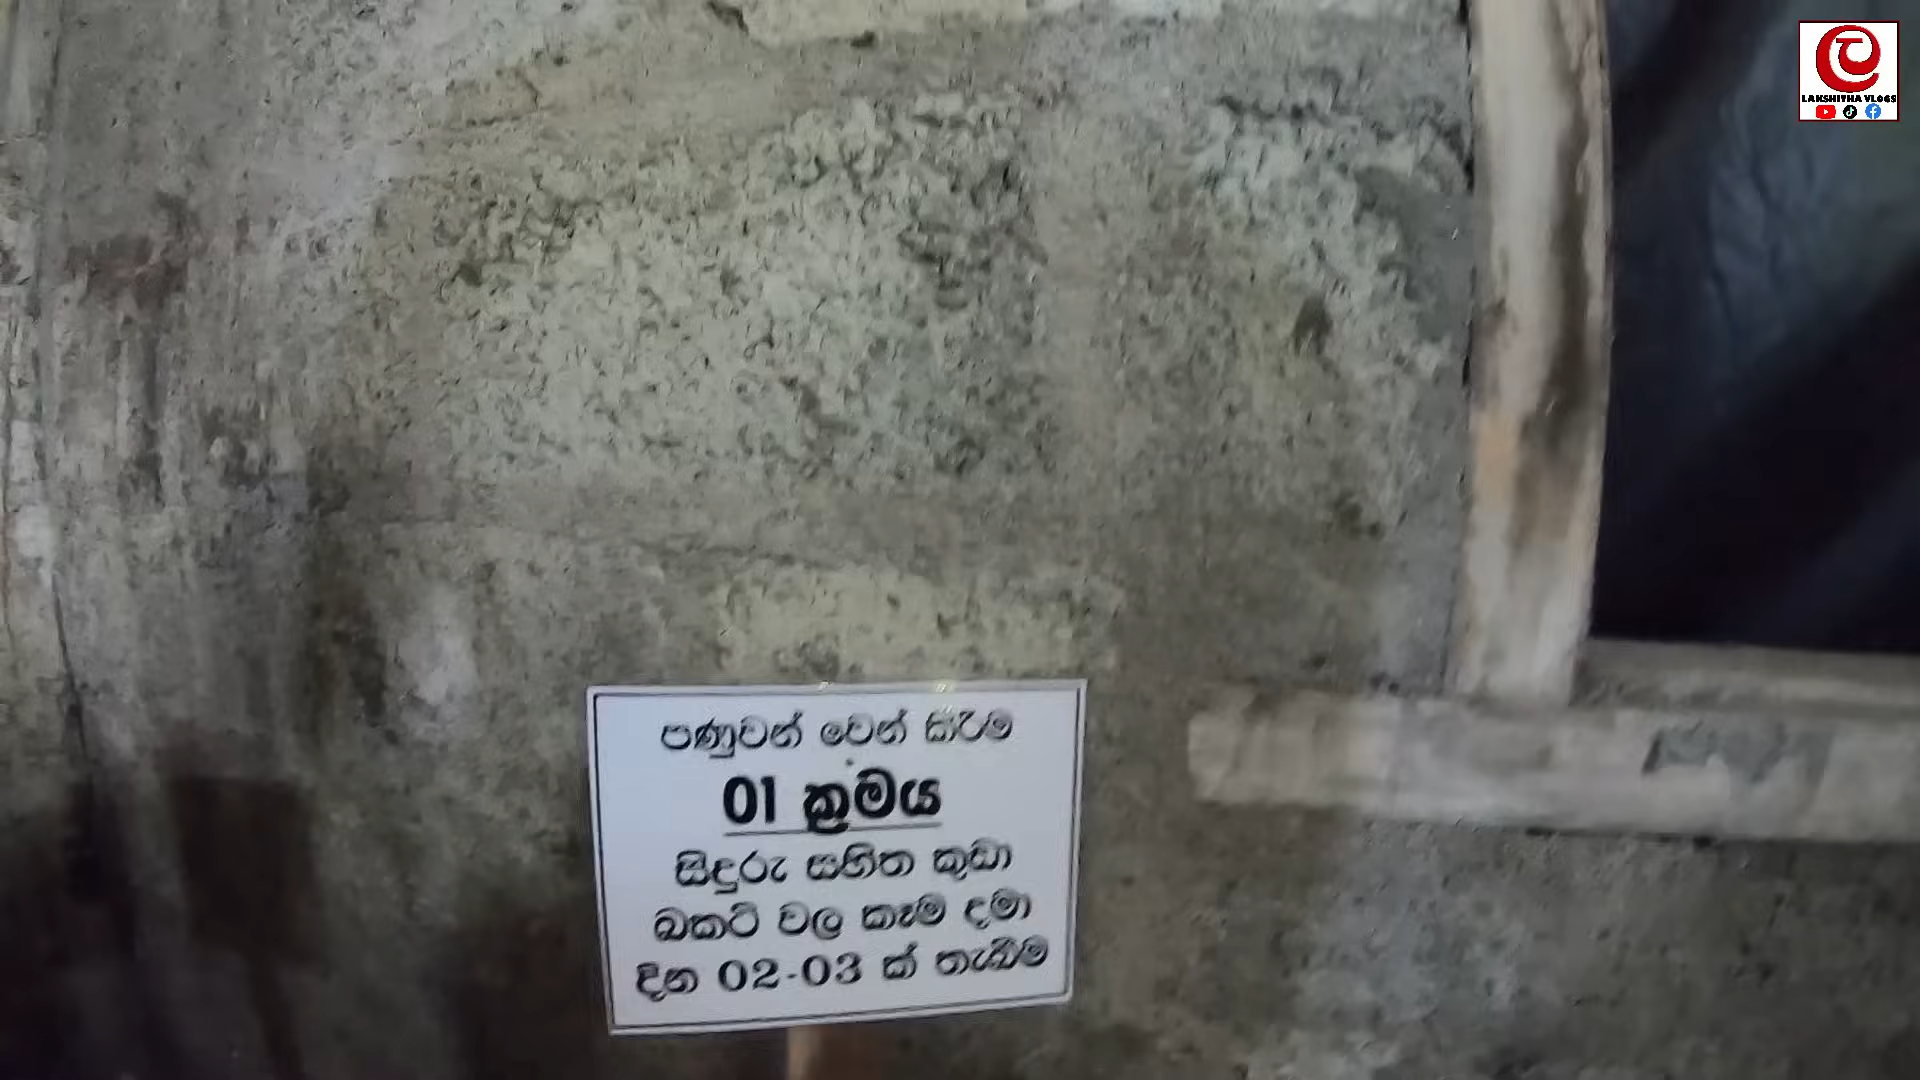 LAKSHITHA VLOGS
පණුවන් වෙන් කිරීම
01 ක්‍රමය
සිදුරු සහිත කුඩා
බකට් වල කෑම දමා
දින 02-03 ක් තැබීම